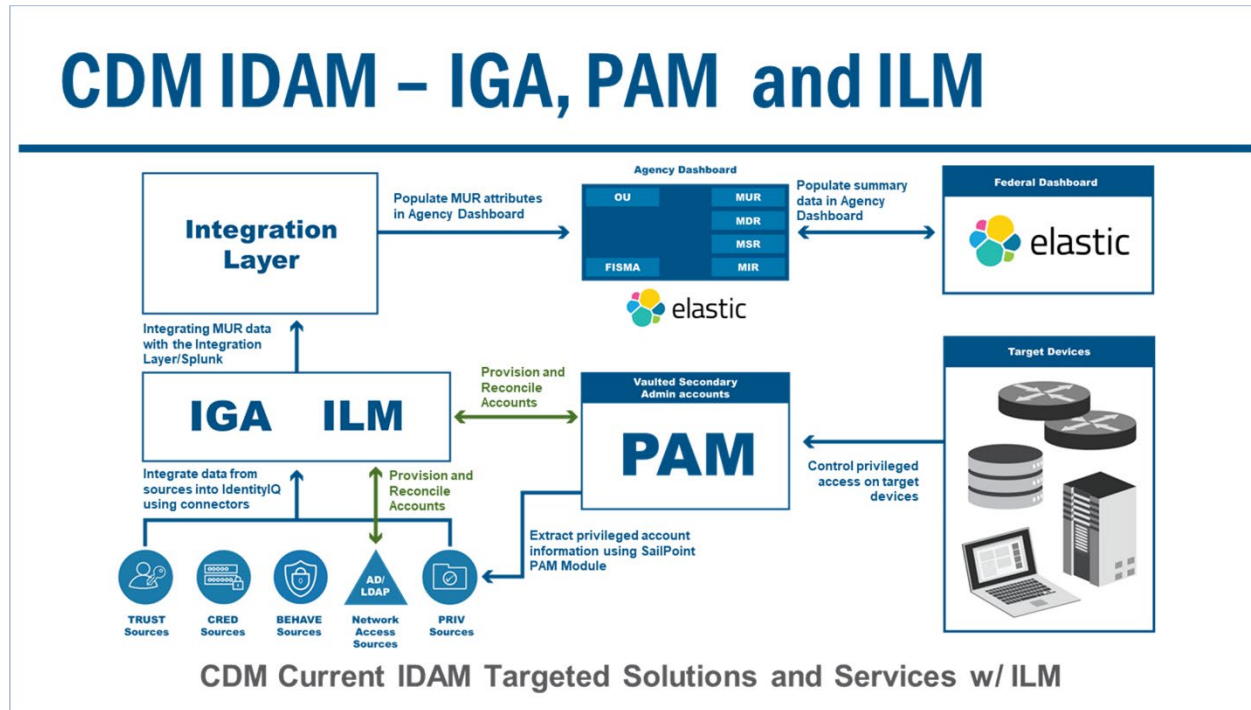 CDM IDAM – IGA, PAM and ILM
Integration
Layer
Populate MUR attributes
in Agency Dashboard
Agency Dashboard
OU
MUR
MDR
MSR
FISMA
MIR
elastic
Populate summary
data in Agency
Dashboard
Federal Dashboard
elastic
Integrating MUR data
with the Integration
Layer/Splunk
IGA ILM
Provision and
Reconcile
Accounts
Vaulted Secondary
Admin accounts
PAM
Target Devices
Control privileged
access on target
devices
Integrate data from
sources into IdentityIQ
using connectors
Provision and
Reconcile
Accounts
Extract privileged account
information using SailPoint
PAM Module
TRUST
Sources
CRED
Sources
BEHAVE
Sources
AD/
LDAP
Network
Access
Sources
PRIV
Sources
CDM Current IDAM Targeted Solutions and Services w/ ILM